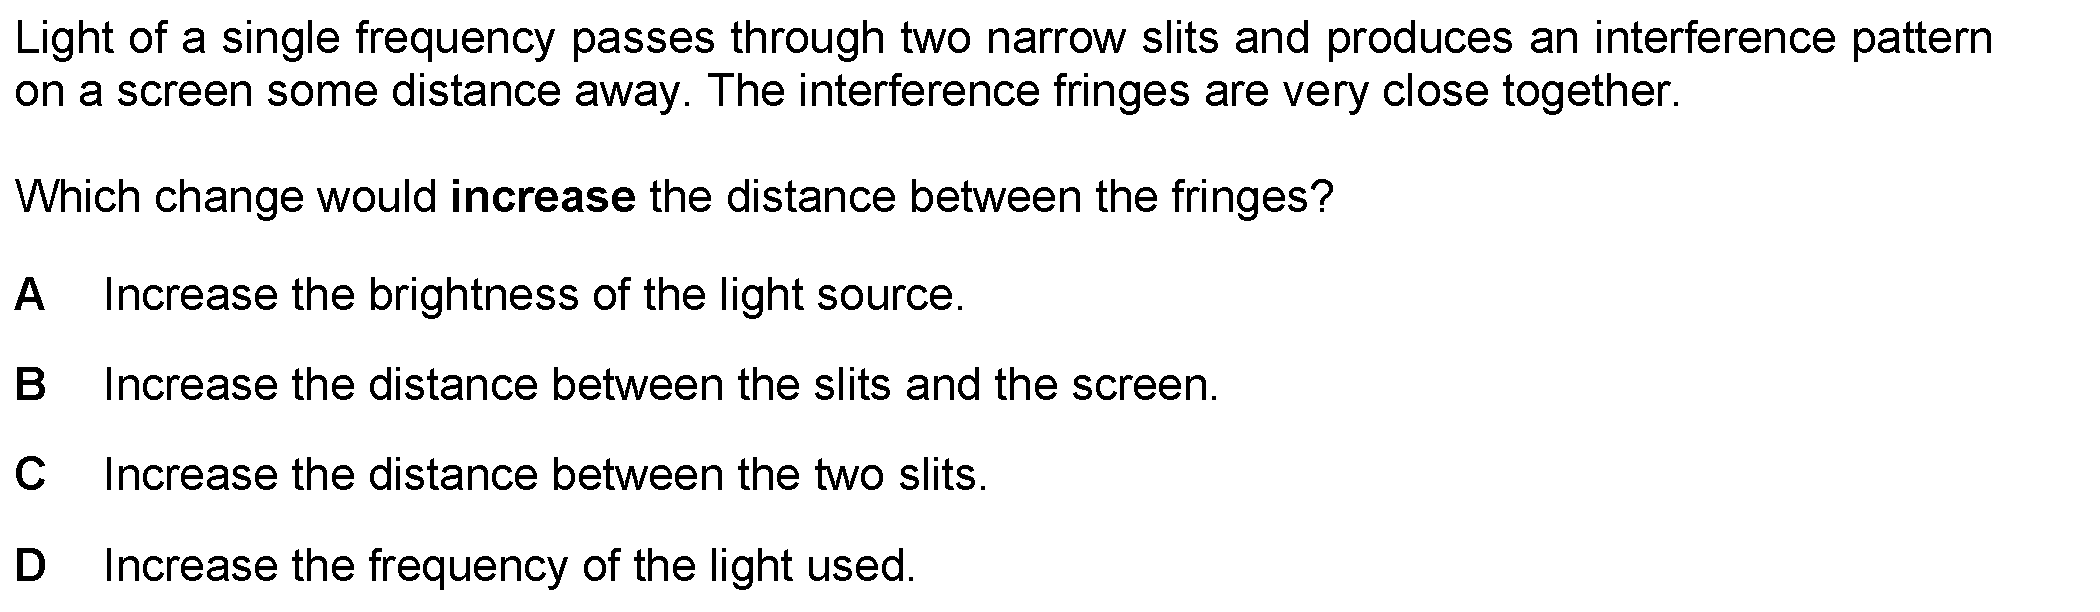 Light of a single frequency passes through two narrow slits and produces an interference pattern
on a screen some distance away. The interference fringes are very close together.
Which change would increase the distance between the fringes?
A Increase the brightness of the light source.
B Increase the distance between the slits and the screen.
C Increase the distance between the two slits.
D Increase the frequency of the light used.